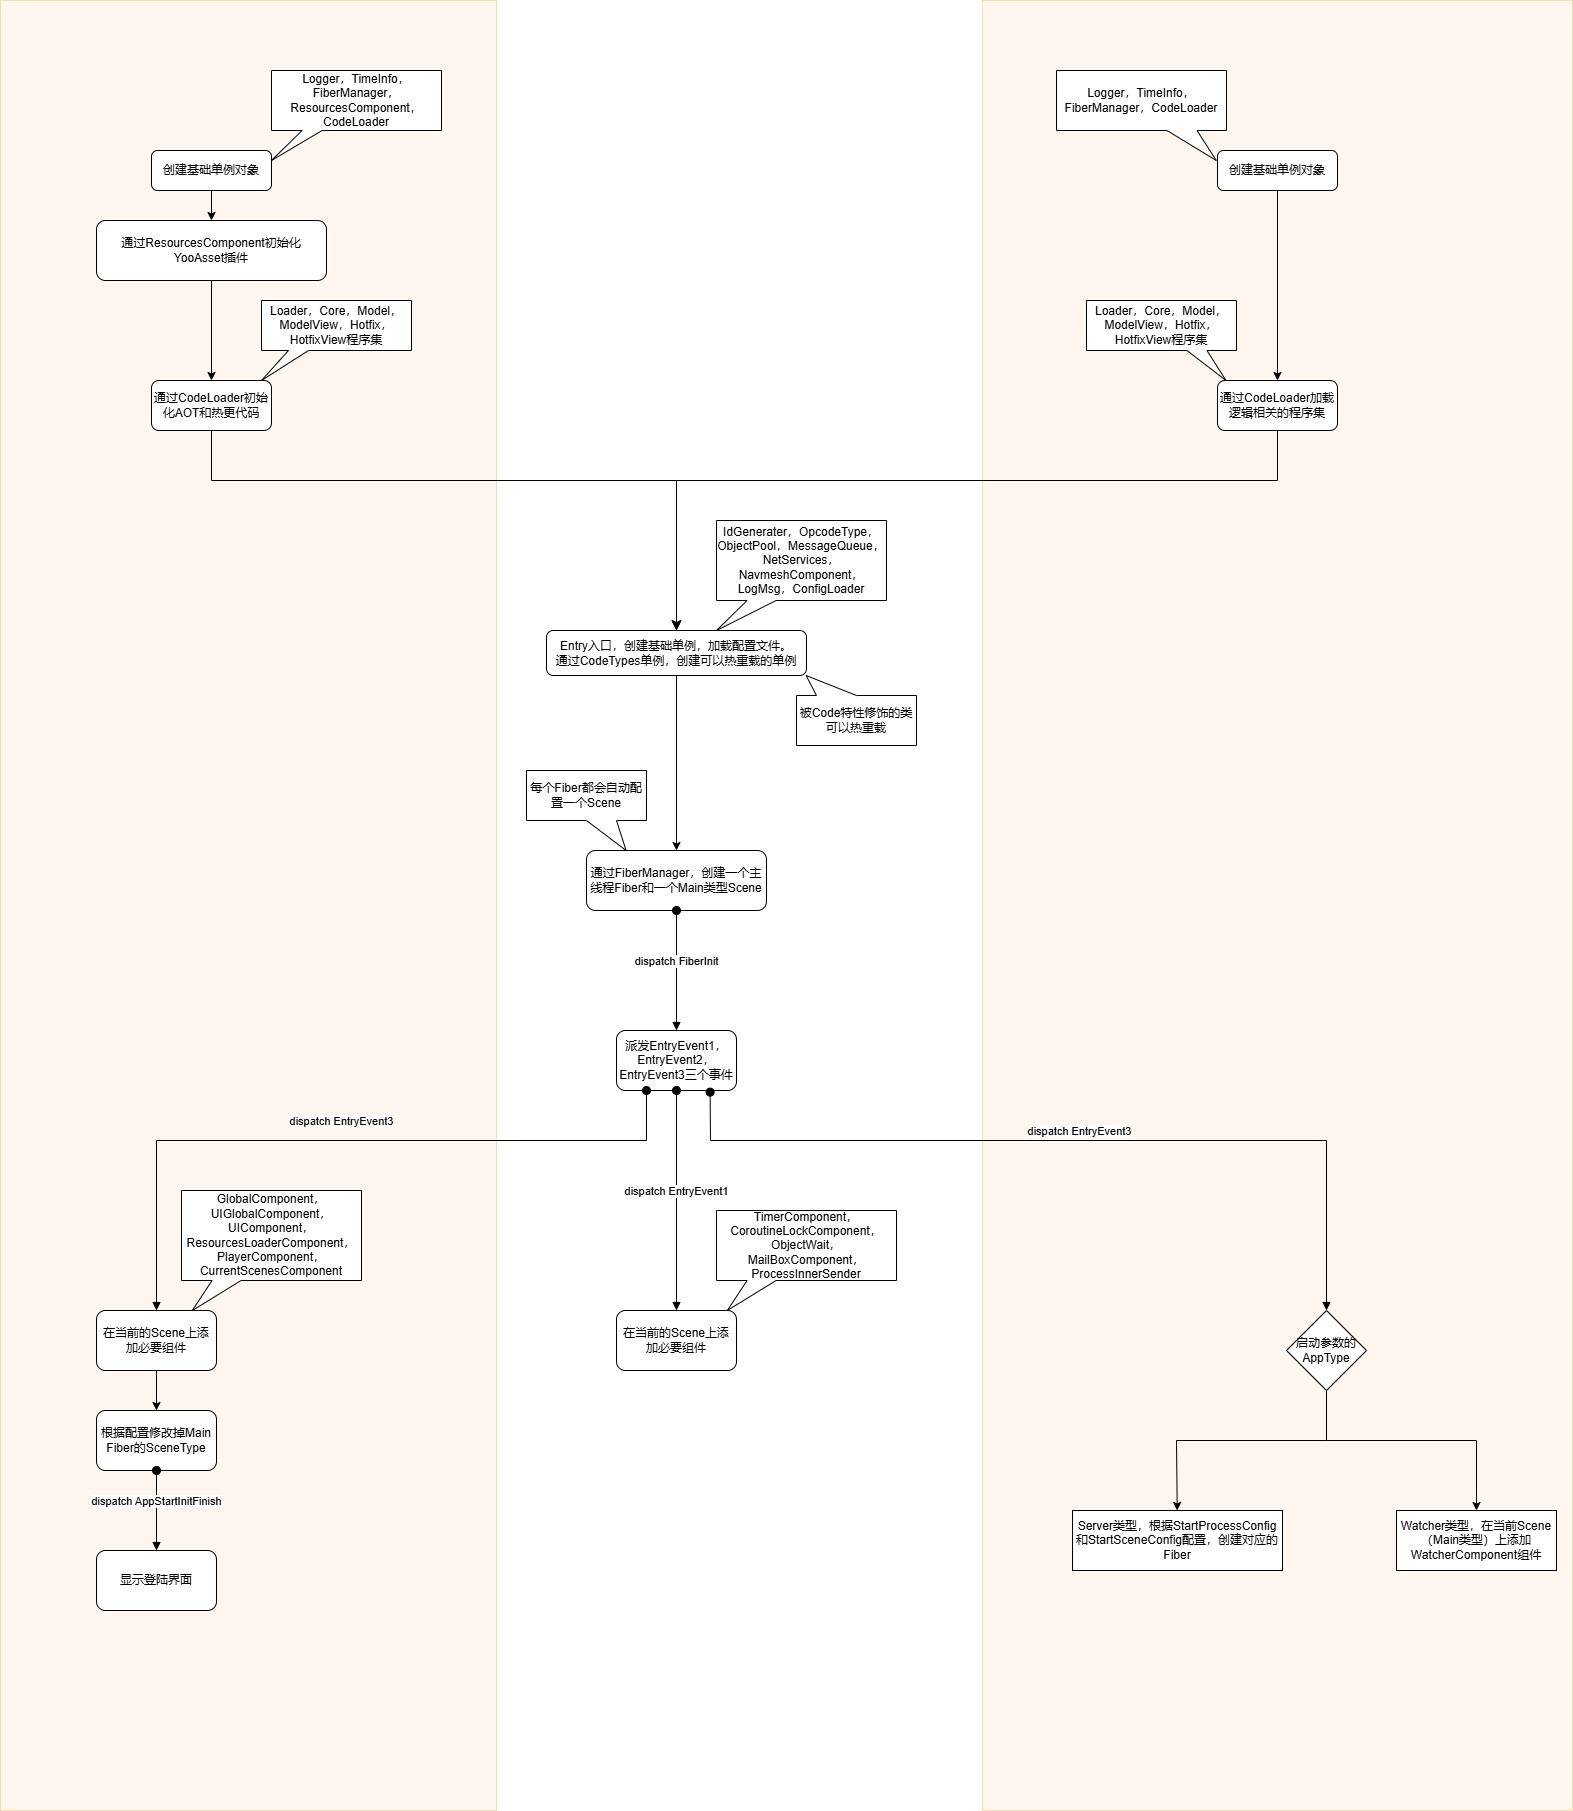 Logger，TimeInfo，
FiberManager，
ResourcesComponent，
CodeLoader
创建基础单例对象
通过ResourcesComponent初始化
YooAsset插件
Loader，Core，Model，
ModelView，Hotfix，
HotfixView程序集
通过CodeLoader初始
化AOT和热更代码
Logger，TimeInfo，
FiberManager，CodeLoader
创建基础单例对象
Loader，Core，Model，
ModelView，Hotfix，
HotfixView程序集
通过CodeLoader加载
逻辑相关的程序集
IdGenerater，OpcodeType，
ObjectPool，MessageQueue，
NetServices，
NavmeshComponent，
LogMsg，ConfigLoader
Entry入口，创建基础单例，加载配置文件。
通过CodeTypes单例，创建可以热重载的单例
被Code特性修饰的类
可以热重载
每个Fiber都会自动配
置一个Scene
通过FiberManager，创建一个主
线程Fiber和一个Main类型Scene
dispatch FiberInit
派发EntryEvent1，
EntryEvent2，
EntryEvent3三个事件
dispatch EntryEvent3
GlobalComponent，
UIGlobalComponent，
UIComponent，
ResourcesLoaderComponent，
PlayerComponent，
CurrentScenesComponent
在当前的Scene上添
加必要组件
根据配置修改掉Main
Fiber的SceneType
dispatch AppStartInitFinish
显示登陆界面
dispatch EntryEvent1
TimerComponent，
CoroutineLockComponent，
ObjectWait，
MailBoxComponent，
ProcessInnerSender
在当前的Scene上添
加必要组件
dispatch EntryEvent3
启动参数的
AppType
Server类型，根据StartProcessConfig
和StartSceneConfig配置，创建对应的
Fiber
Watcher类型，在当前Scene
（Main类型）上添加
WatcherComponent组件